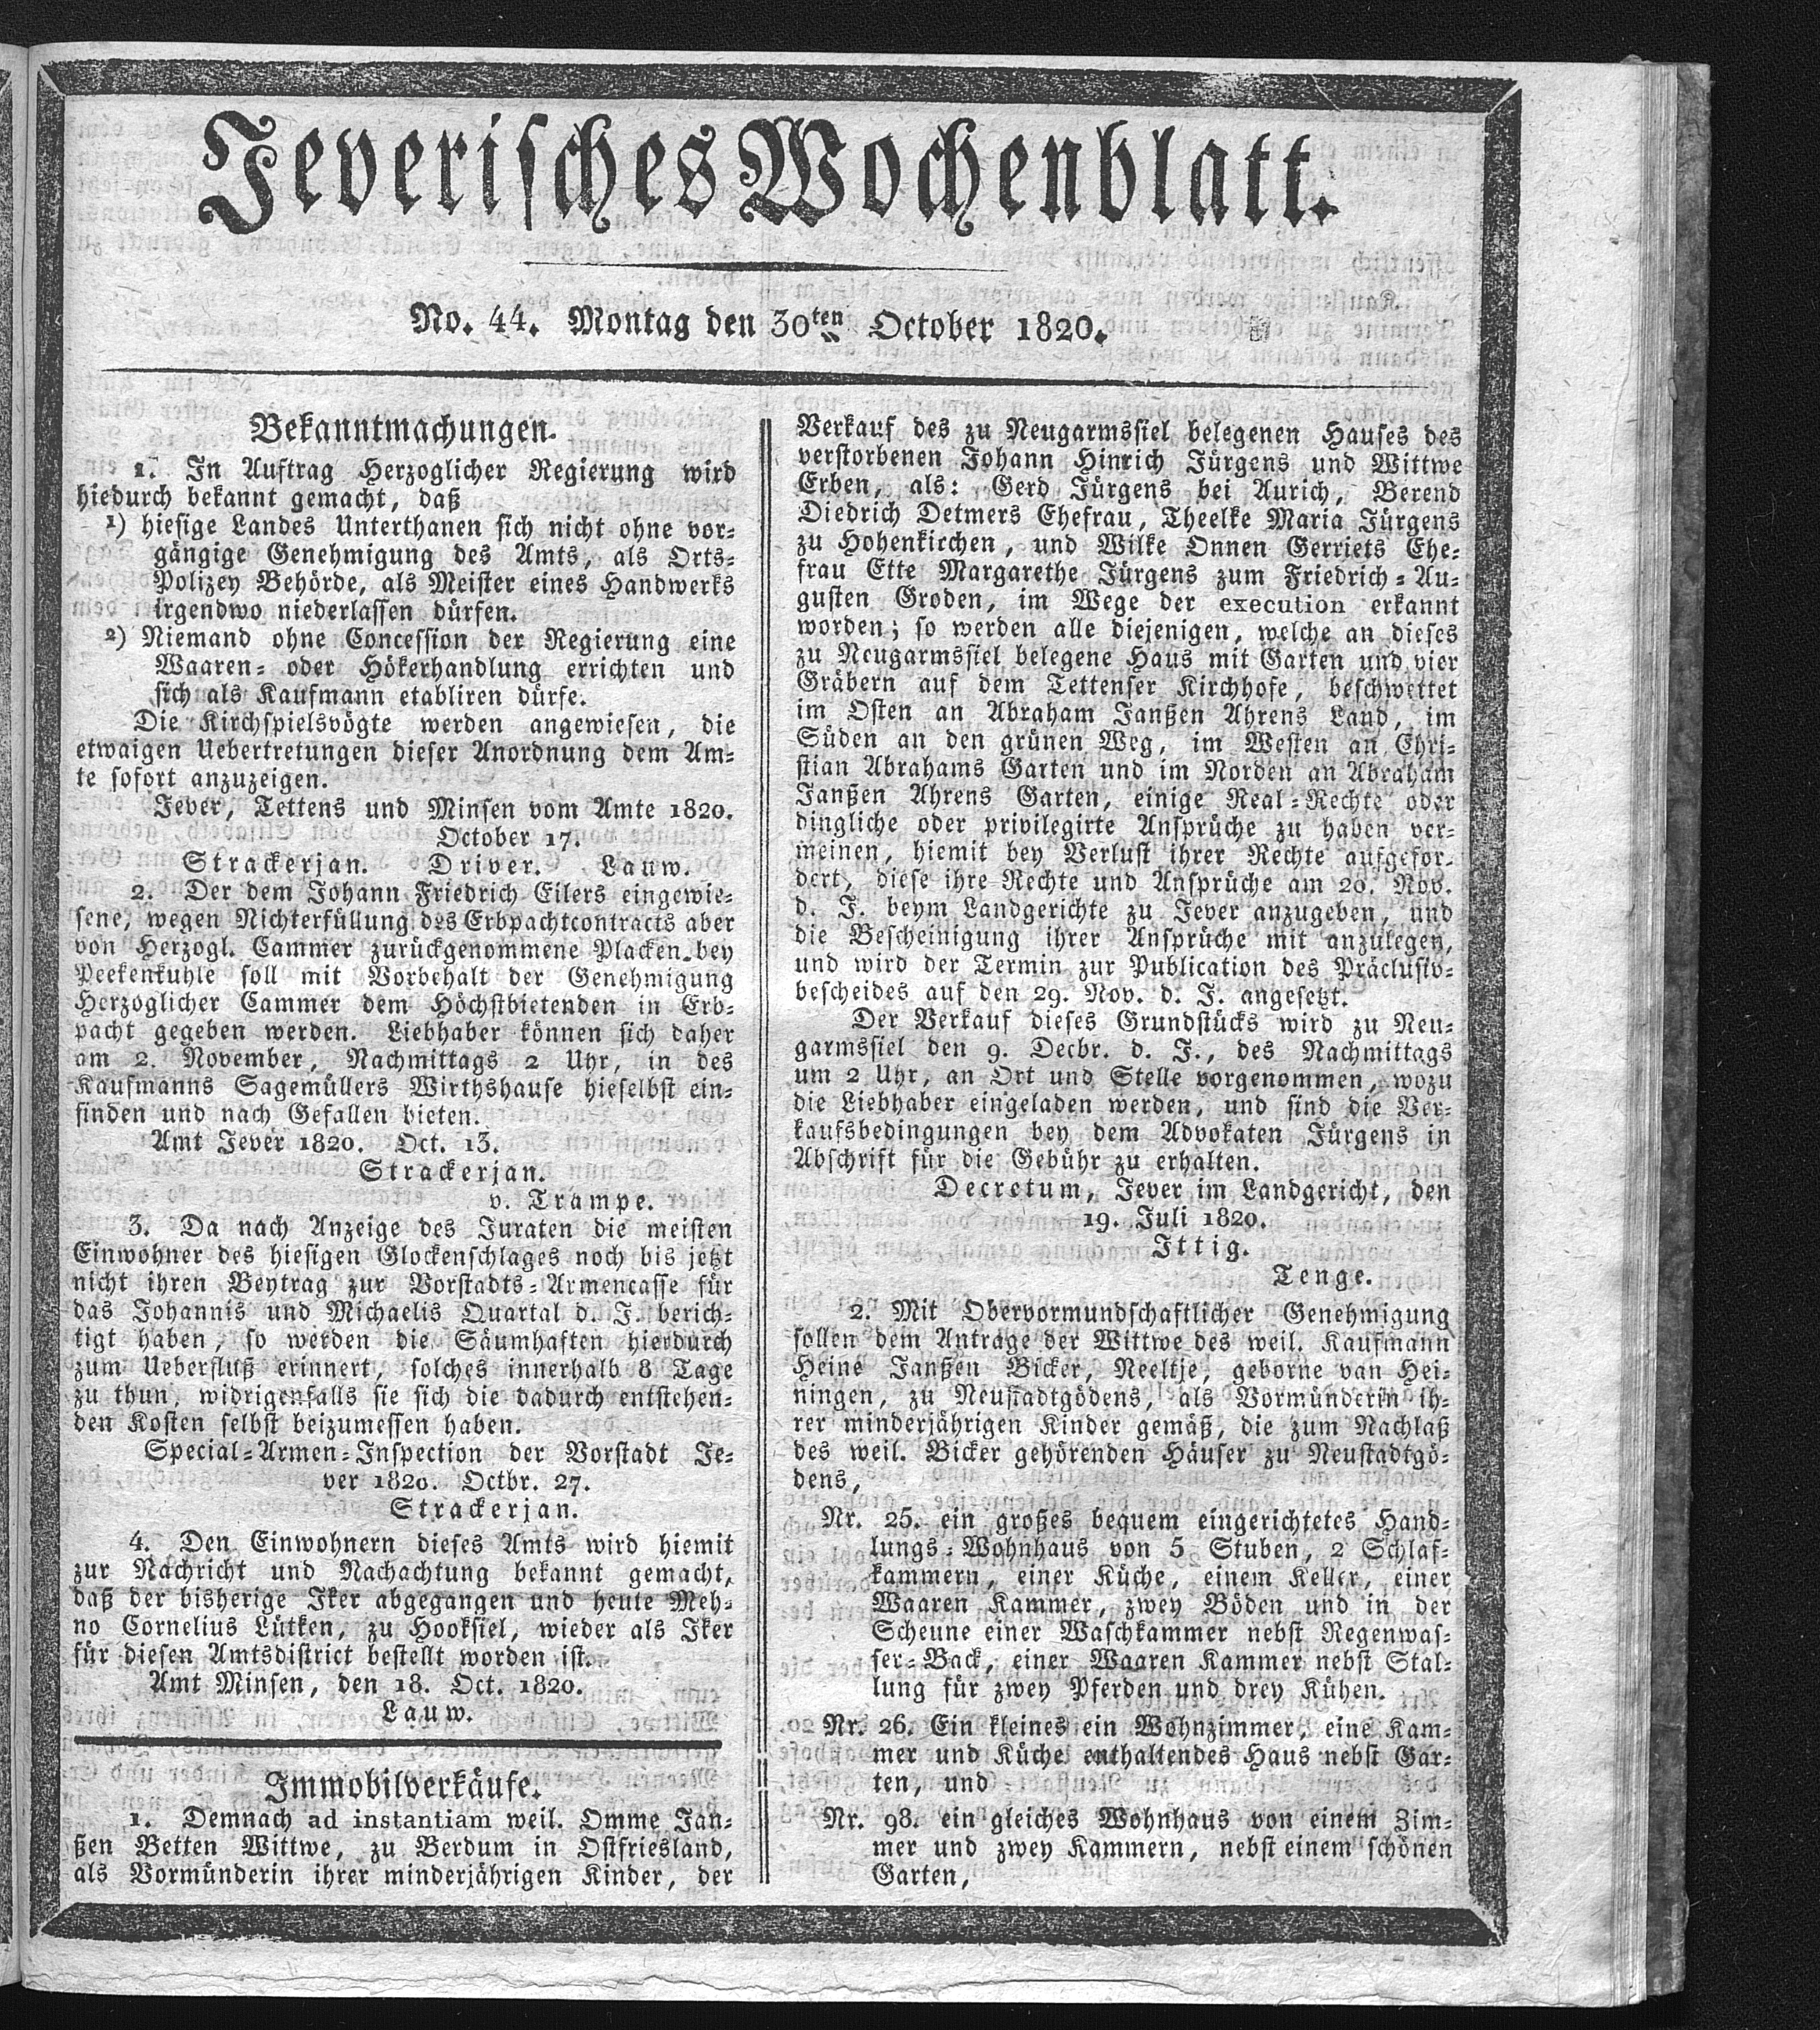 Jeverisches Wochenblatt.
No. 44. Montag den 30ten October 1820.
Bekanntmachungen.
1. In Auftrag Herzoglicher Regierung wird
hiedurch bekannt gemacht, daß
1) hiesige Landes Unterthanen sich nicht ohne vor-
gängige Genehmigung des Amts, als Orts-
Polizey Behörde, als Meister eines Handwerks
irgendwo niederlassen dürfen.
2) Niemand ohne Concession der Regierung eine
Waaren- oder Hökerhandlung errichten und
sich als Kaufmann etabliren dürfe.
Die Kirchspielsvögte werden angewiesen, die
etwaigen Uebertretungen dieser Anordnung dem Am-
te sofort anzuzeigen.
Jever, Tettens und Minsen vom Amte 1820.
October 17.
Strackerjan. Driver. Lauw.
2. Der dem Johann Friedrich Eilers eingewie-
sene, wegen Nichterfüllung des Erbpachtcontracts aber
von Herzogl. Cammer zurückgenommene Placken bey
Peekenkuhle soll mit Vorbehalt der Genehmigung
Herzoglicher Cammer dem Höchstbietenden in Erb-
pacht gegeben werden. Liebhaber können sich daher
am 2. November, Nachmittags 2 Uhr, in des
Kaufmanns Sagemüllers Wirthshause hieselbst ein-
finden und nach Gefallen bieten.
Amt Jever 1820. Oct. 13.
Strackerjan.
v. Trampe.
3. Da nach Anzeige des Juraten die meisten
Einwohner des hiesigen Glockenschlages noch bis jetzt
nicht ihren Beytrag zur Vorstadts-Armencasse für
das Johannis und Michaelis Quartal d. J. berich-
tigt haben, so werden die Säumhaften hierdurch
zum Ueberfluß erinnert, solches innerhalb 8 Tage
zu thun, widrigenfalls sie sich die dadurch entstehen-
den Kosten selbst beizumessen haben.
Special-Armen-Inspection der Vorstadt Je-
ver 1820. Octbr. 27.
Strackerjan.
4. Den Einwohnern dieses Amts wird hiemit
zur Nachricht und Nachachtung bekannt gemacht,
daß der bisherige Iker abgegangen und heute Meh-
no Cornelius Lütken, zu Hooksiel, wieder als Iker
für diesen Amtsdistrict bestellt worden ist.
Amt Minsen, den 18. Oct. 1820.
Lauw.
Immobilverkäufe.
1. Demnach ad instantiam weil. Omme Jan-
ßen Betten Wittwe, zu Berdum in Ostfriesland,
als Vormünderin ihrer minderjährigen Kinder, der
Verkauf des zu Neugarmssiel belegenen Hauses des
verstorbenen Johann Hinrich Jürgens und Wittwe
Erben, als: Gerd Jürgens bei Aurich, Berend
Diedrich Detmers Ehefrau, Theelke Maria Jürgens
zu Hohenkirchen, und Wilke Onnen Gerriets Ehe-
frau Ette Margarethe Jürgens zum Friedrich-Au-
gusten Groden, im Wege der execution erkannt
worden; so werden alle diejenigen, welche an dieses
zu Neugarmssiel belegene Haus mit Garten und vier
Gräbern auf dem Tettenser Kirchhofe, beschwettet
im Osten an Abraham Janßen Ahrens Land, im
Süden an den grünen Weg, im Westen an Chri-
stian Abrahams Garten und im Norden an Abraham
Janßen Ahrens Garten, einige Real-Rechte oder
dingliche oder privilegirte Ansprüche zu haben ver-
meinen, hiemit bey Verlust ihrer Rechte aufgefor-
dert, diese ihre Rechte und Ansprüche am 20. Nov.
d. J. beym Landgerichte zu Jever anzugeben, und
die Bescheinigung ihrer Ansprüche mit anzulegen,
und wird der Termin zur Publication des Präclusiv-
bescheides auf den 29. Nov. d. J. angesetzt.
Der Verkauf dieses Grundstücks wird zu Neu-
garmssiel den 9. Decbr. d. J., des Nachmittags
um 2 Uhr, an Ort und Stelle vorgenommen, wozu
die Liebhaber eingeladen werden, und sind die Ver-
kaufsbedingungen bey dem Advokaten Jürgens in
Abschrift für die Gebühr zu erhalten.
Decretum, Jever im Landgericht, den
19. Juli 1820.
Ittig.
Tenge.
2. Mit Obervormundschaftlicher Genehmigung
sollen dem Antrage der Wittwe des weil. Kaufmann
Heine Janßen Bicker, Neeltje, geborne van Hei-
ningen, zu Neustadtgödens, als Vormünderin ih-
rer minderjährigen Kinder gemäß, die zum Nachlaß
des weil. Bicker gehörenden Häuser zu Neustadtgö-
dens,
Nr. 25. ein großes bequem eingerichtetes Hand-
lungs-Wohnhaus von 5 Stuben, 2 Schlaf-
kammern, einer Küche, einem Keller, einer
Waaren Kammer, zwey Böden und in der
Scheune einer Waschkammer nebst Regenwas-
ser-Back, einer Waaren Kammer nebst Stal-
lung für zwey Pferden und drey Kühen.
Nr. 26. Ein kleines ein Wohnzimmer, eine Kam-
mer und Küche enthaltendes Haus nebst Gar-
ten, und
Nr. 98. ein gleiches Wohnhaus von einem Zim-
mer und zwey Kammern, nebst einem schönen
Garten,